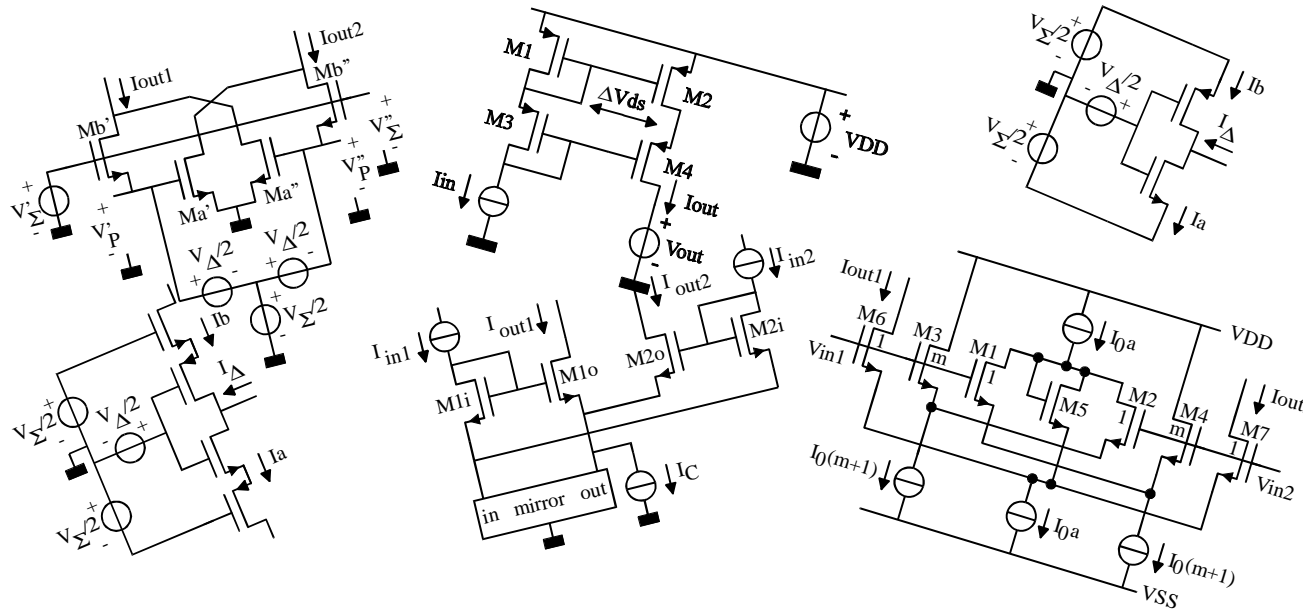 Iout2
Iout1
Mb''
Mb'
+
V''Σ
-
+
V''P
-
+
V'Σ
-
+
V'P
-
Ma'
Ma''
VΔ/2
VΔ/2
+
-
+
-
+
VΣ/2
-
Ib
IΔ
+
VΣ/2
-
VΔ/2
-
+
+
VΣ/2
-
Ia
M1
M2
ΔVds
M3
M4
+
VDD
-
Iin
Iout
+
Vout
-
VΣ/2
+
-
VΔ/2
-
+
VΣ/2
+
-
Ib
IΔ
Ia
Iin2
Iout2
Iout1
Iin1
M2i
M2o
M1o
M1i
in mirror out
IC
Iout1
M6
1
M3
m
M1
1
Vin1
I0a
VDD
M5
M2
1
M4
m
M7
1
Iout
Vin2
I0(m+1)
I0a
I0(m+1)
VSS